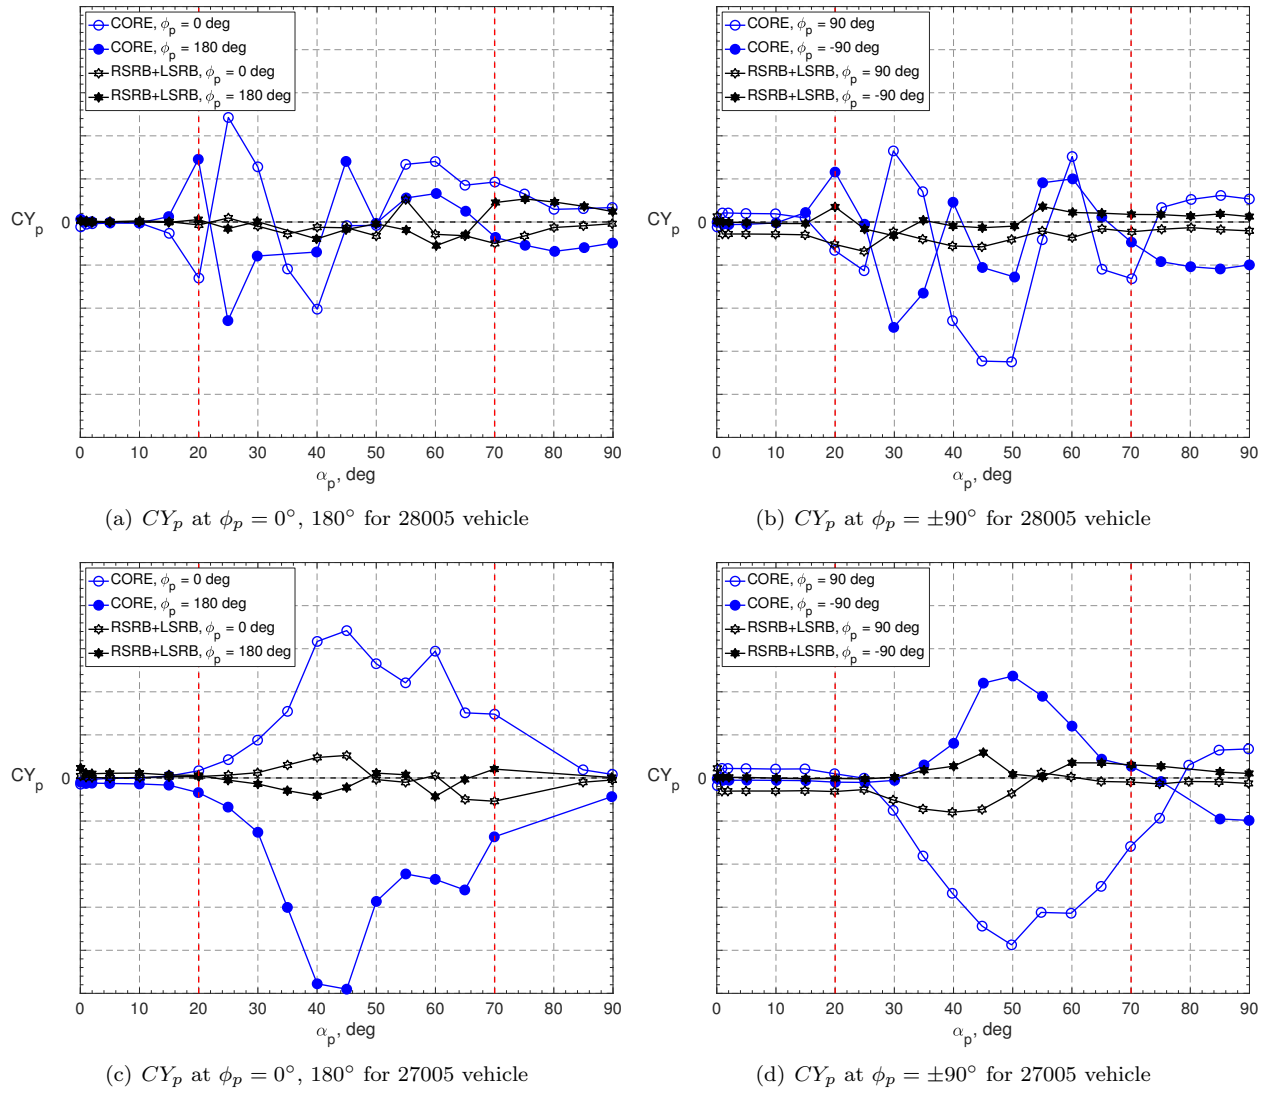 CORE, ϕp = 0 deg
CORE, ϕp = 180 deg
RSRB+LSRB, ϕp = 0 deg
RSRB+LSRB, ϕp = 180 deg
CYp
0
0 10 20 30 40 50 60 70 80 90
αp, deg
(a) CYp at ϕp = 0°, 180° for 28005 vehicle
CORE, ϕp = 90 deg
CORE, ϕp = -90 deg
RSRB+LSRB, ϕp = 90 deg
RSRB+LSRB, ϕp = -90 deg
CYp
0
0 10 20 30 40 50 60 70 80 90
αp, deg
(b) CYp at ϕp = ±90° for 28005 vehicle
CORE, ϕp = 0 deg
CORE, ϕp = 180 deg
RSRB+LSRB, ϕp = 0 deg
RSRB+LSRB, ϕp = 180 deg
CYp
0
0 10 20 30 40 50 60 70 80 90
αp, deg
(c) CYp at ϕp = 0°, 180° for 27005 vehicle
CORE, ϕp = 90 deg
CORE, ϕp = -90 deg
RSRB+LSRB, ϕp = 90 deg
RSRB+LSRB, ϕp = -90 deg
CYp
0
0 10 20 30 40 50 60 70 80 90
αp, deg
(d) CYp at ϕp = ±90° for 27005 vehicle